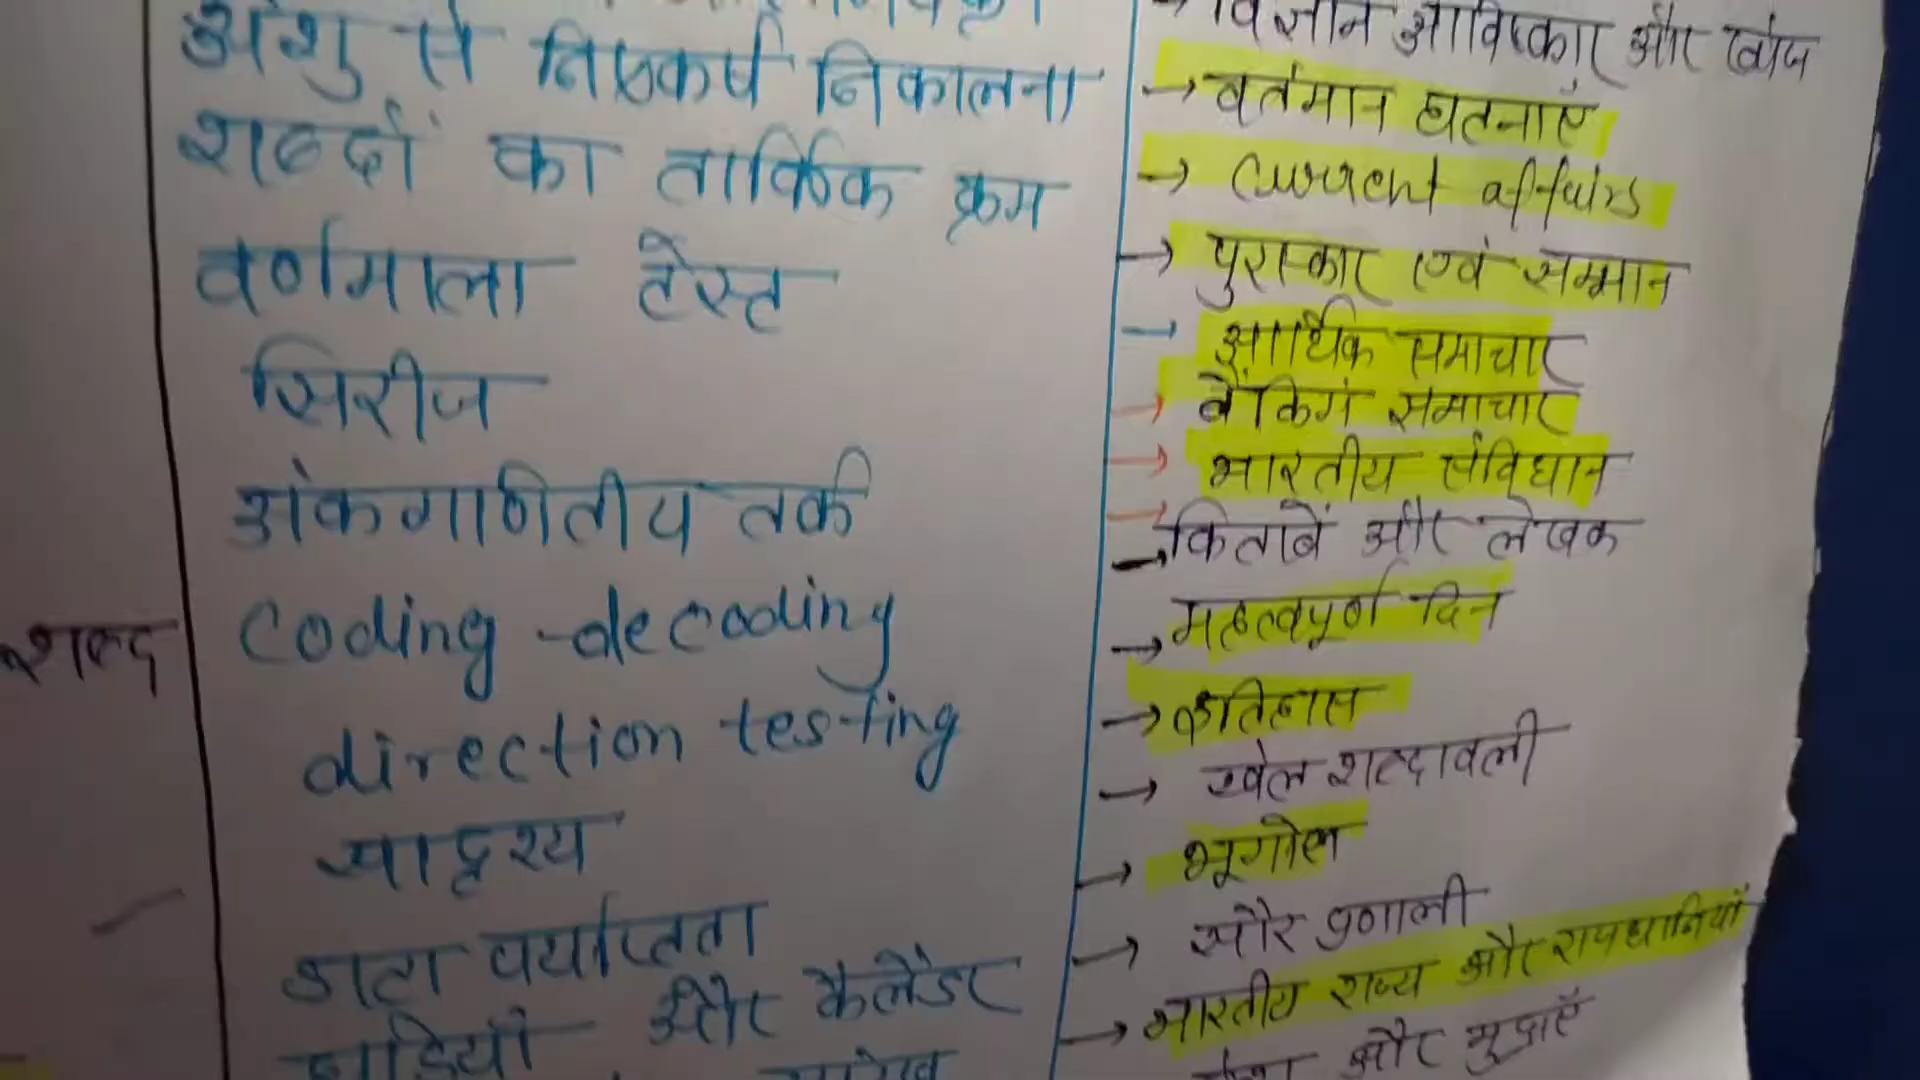 अंशु से निष्कर्ष निकालना
शब्दों का तार्किक क्रम
वर्णमाला टेस्ट
सिरीज
अंकगणितीय तर्क
coding-decoding
direction testing
सादृश्य
डाटा पर्याप्तता
घडियाँ और कैलेंडर
शब्द
→ विज्ञान आविष्कार और खोज
→ वर्तमान घतनाएँ
→ Current affairs
→ पुरास्कार एवं सम्मान
→ आर्थिक समाचार
→ बैंकिगं समाचार
→ भारतीय संविधान
→ किताबें और लेखक
→ महत्वपूर्ण दिन
→ इतिहास
→ खेल शब्दावली
→ भूगोल
→ सौर प्रणाली
→ भारतीय राज्य और राजधानियाँ
और मुद्राएँ